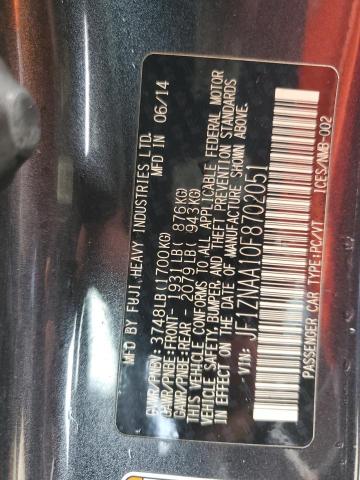 MFD BY FUJI HEAVY INDUSTRIES LTD.
MFD IN 06/14
GVWR/PNBV: 3748LB(1700KG)
GAWR/PNBE:FRONT- 1931LB( 876KG)
GAWR/PNBE:REAR - 2079LB( 943KG)
THIS VEHICLE CONFORMS TO ALL APPLICABLE FEDERAL MOTOR
VEHICLE SAFETY, BUMPER, AND THEFT PREVENTION STANDARDS
IN EFFECT ON THE DATE OF MANUFACTURE SHOWN ABOVE.
VIN: JF1ZNAA10F8702051
PASSENGER CAR TYPE:PC/VT ICES/NMB-002